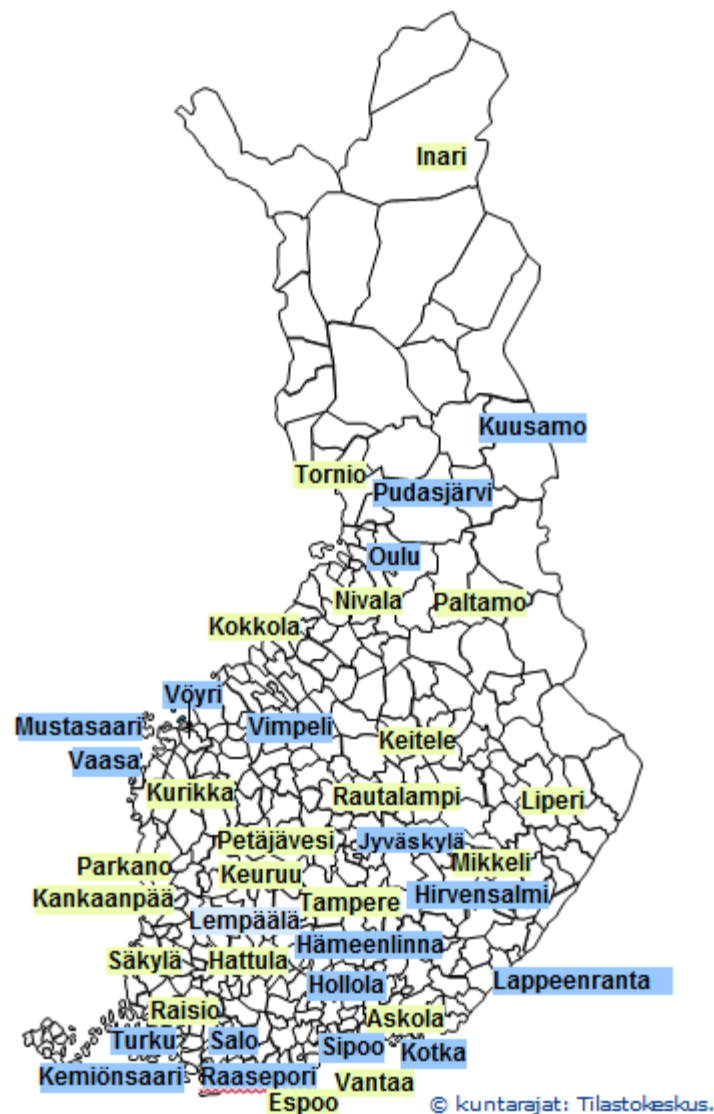 Inari
Kuusamo
Tornio
Pudasjärvi
Oulu
Nivala
Paltamo
Kokkola
Vöyri
Mustasaari
Vimpeli
Keitele
Vaasa
Kurikka
Rautalampi
Liperi
Petäjävesi
Jyväskylä
Parkano
Mikkeli
Keuruu
Kankaanpää
Tampere
Hirvensalmi
Lempäälä
Hämeenlinna
Säkylä
Hattula
Hollola
Lappeenranta
Raisio
Askola
Turku
Salo
Sipoo
Kotka
Kemiönsaari
Raasepori
Vantaa
Espoo
© kuntarajat: Tilastokeskus.